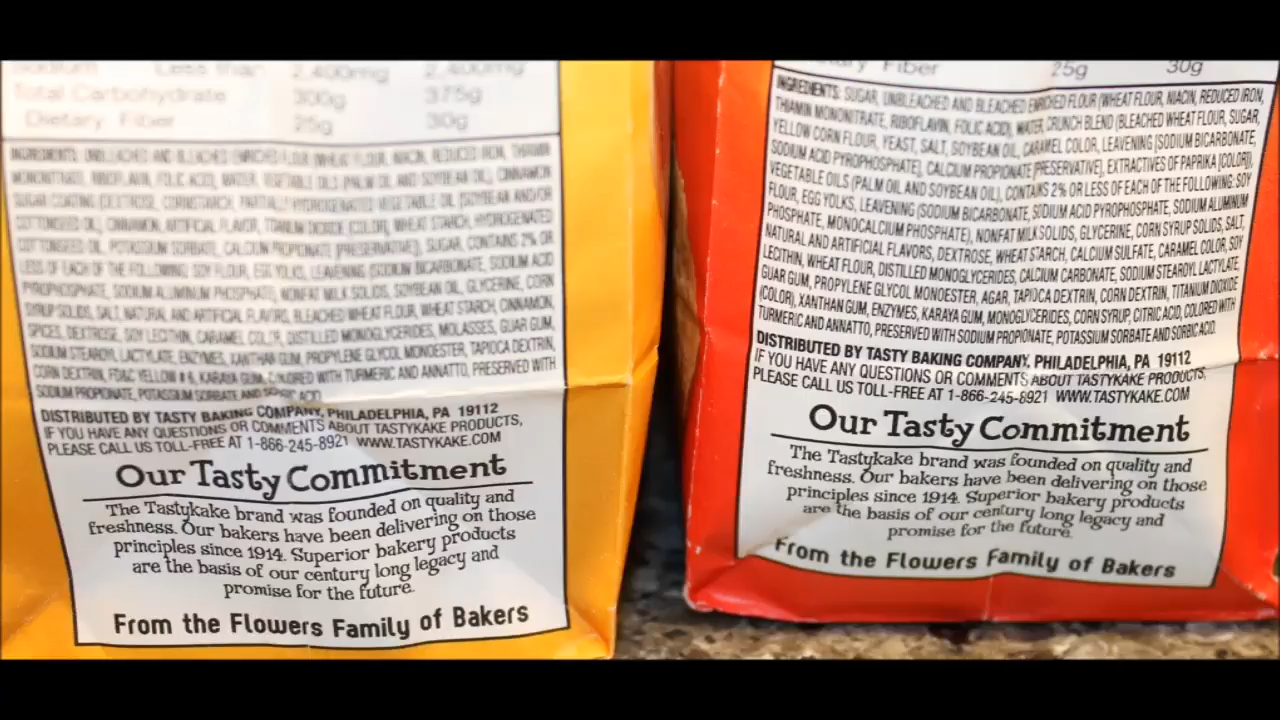 Sodium Less than 2,400mg 2,400mg
Total Carbohydrate 300g 375g
Dietary Fiber 25g 30g
INGREDIENTS: UNBLEACHED AND BLEACHED ENRICHED FLOUR (WHEAT FLOUR, NIACIN, REDUCED IRON, THIAMIN
MONONITRATE, RIBOFLAVIN, FOLIC ACID), WATER, VEGETABLE OILS (PALM OIL AND SOYBEAN OIL), CINNAMON
SUGAR COATING (DEXTROSE, CORNSTARCH, PARTIALLY HYDROGENATED VEGETABLE OIL (SOYBEAN AND/OR
COTTONSEED OIL), CINNAMON, ARTIFICIAL FLAVOR, TITANIUM DIOXIDE (COLOR), WHEAT STARCH, HYDROGENATED
COTTONSEED OIL, POTASSIUM SORBATE, CALCIUM PROPIONATE [PRESERVATIVE]), SUGAR, CONTAINS 2% OR
LESS OF EACH OF THE FOLLOWING: SOY FLOUR, EGG YOLKS, LEAVENING (SODIUM BICARBONATE, SODIUM ACID
PYROPHOSPHATE, SODIUM ALUMINUM PHOSPHATE), NONFAT MILK SOLIDS, SOYBEAN OIL, GLYCERINE, CORN
SYRUP SOLIDS, SALT, NATURAL AND ARTIFICIAL FLAVORS, BLEACHED WHEAT FLOUR, WHEAT STARCH, CINNAMON,
SPICES, DEXTROSE, SOY LECITHIN, CARAMEL COLOR, DISTILLED MONOGLYCERIDES, MOLASSES, GUAR GUM,
SODIUM STEAROYL LACTYLATE, ENZYMES, XANTHAN GUM, PROPYLENE GLYCOL MONOESTER, TAPIOCA DEXTRIN,
CORN DEXTRIN, FD&C YELLOW # 6, KARAYA GUM, COLORED WITH TURMERIC AND ANNATTO, PRESERVED WITH
SODIUM PROPIONATE, POTASSIUM SORBATE AND SORBIC ACID
DISTRIBUTED BY TASTY BAKING COMPANY, PHILADELPHIA, PA 19112
IF YOU HAVE ANY QUESTIONS OR COMMENTS ABOUT TASTYKAKE PRODUCTS,
PLEASE CALL US TOLL-FREE AT 1-866-245-8921 WWW.TASTYKAKE.COM
Our Tasty Commitment
The Tastykake brand was founded on quality and
freshness. Our bakers have been delivering on those
principles since 1914. Superior bakery products
are the basis of our century long legacy and
promise for the future.
From the Flowers Family of Bakers
Fiber 25g 30g
INGREDIENTS: SUGAR, UNBLEACHED AND BLEACHED ENRICHED FLOUR (WHEAT FLOUR, NIACIN, REDUCED IRON,
THIAMIN MONONITRATE, RIBOFLAVIN, FOLIC ACID), WATER, CRUNCH BLEND (BLEACHED WHEAT FLOUR, SUGAR,
YELLOW CORN FLOUR, YEAST, SALT, SOYBEAN OIL, CARAMEL COLOR, LEAVENING [SODIUM BICARBONATE,
SODIUM ACID PYROPHOSPHATE], CALCIUM PROPIONATE [PRESERVATIVE], EXTRACTIVES OF PAPRIKA [COLOR]),
VEGETABLE OILS (PALM OIL AND SOYBEAN OIL), CONTAINS 2% OR LESS OF EACH OF THE FOLLOWING: SOY
FLOUR, EGG YOLKS, LEAVENING (SODIUM BICARBONATE, SODIUM ACID PYROPHOSPHATE, SODIUM ALUMINUM
PHOSPHATE, MONOCALCIUM PHOSPHATE), NONFAT MILK SOLIDS, GLYCERINE, CORN SYRUP SOLIDS, SALT,
NATURAL AND ARTIFICIAL FLAVORS, DEXTROSE, WHEAT STARCH, CALCIUM SULFATE, CARAMEL COLOR, SOY
LECITHIN, WHEAT FLOUR, DISTILLED MONOGLYCERIDES, CALCIUM CARBONATE, SODIUM STEAROYL LACTYLATE,
GUAR GUM, PROPYLENE GLYCOL MONOESTER, AGAR, TAPIOCA DEXTRIN, CORN DEXTRIN, TITANIUM DIOXIDE
(COLOR), XANTHAN GUM, ENZYMES, KARAYA GUM, MONOGLYCERIDES, CORN SYRUP, CITRIC ACID, COLORED WITH
TURMERIC AND ANNATTO, PRESERVED WITH SODIUM PROPIONATE, POTASSIUM SORBATE AND SORBIC ACID.
DISTRIBUTED BY TASTY BAKING COMPANY, PHILADELPHIA, PA 19112
IF YOU HAVE ANY QUESTIONS OR COMMENTS ABOUT TASTYKAKE PRODUCTS,
PLEASE CALL US TOLL-FREE AT 1-866-245-8921 WWW.TASTYKAKE.COM
Our Tasty Commitment
The Tastykake brand was founded on quality and
freshness. Our bakers have been delivering on those
principles since 1914. Superior bakery products
are the basis of our century long legacy and
promise for the future.
From the Flowers Family of Bakers